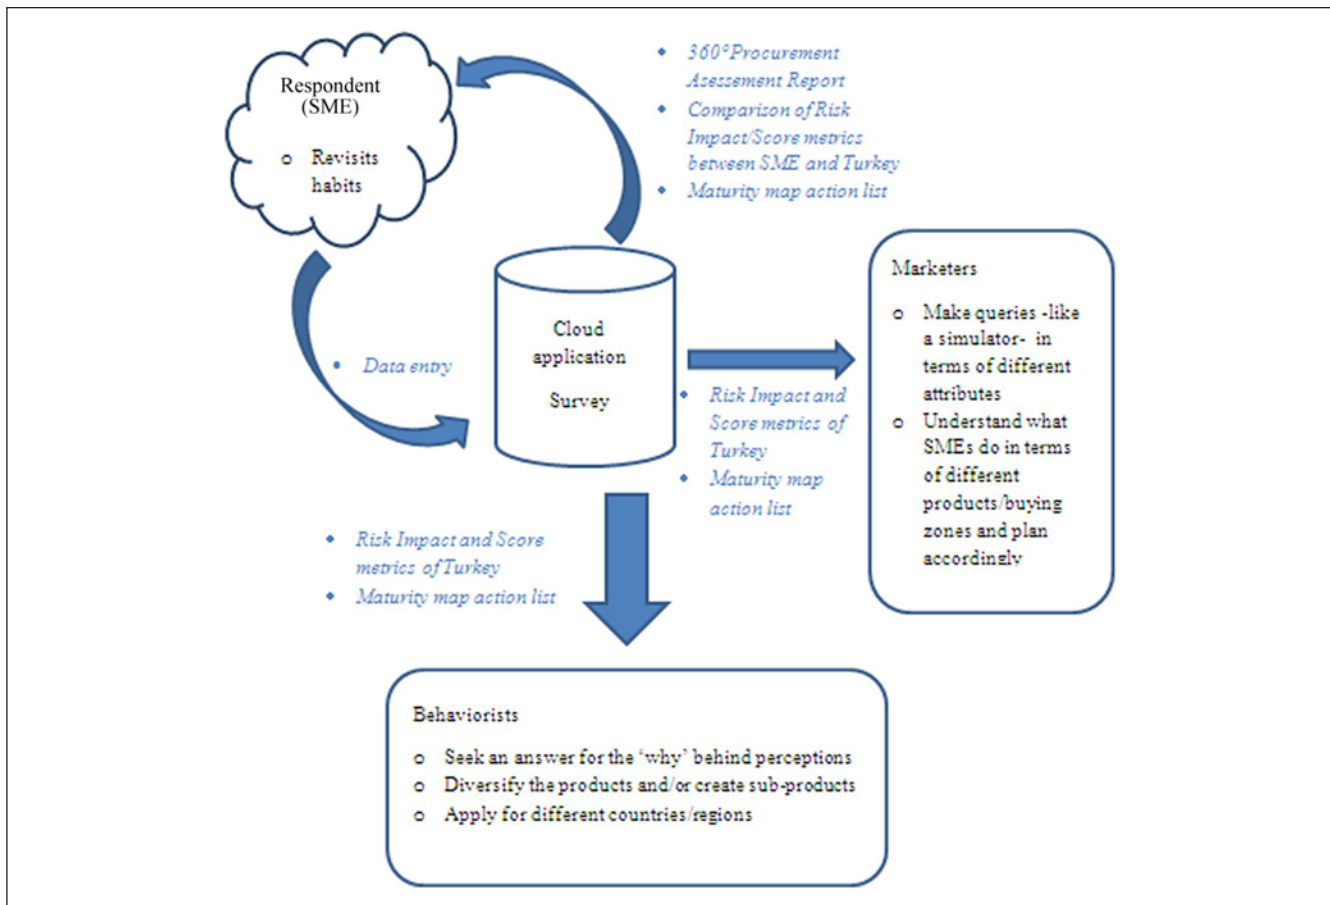 Respondent
(SME)
o Revisits
habits
• 360°Procurement
Asessement Report
• Comparison of Risk
Impact/Score metrics
between SME and Turkey
• Maturity map action list
• Data entry
Cloud
application
Survey
• Risk Impact and
Score metrics of
Turkey
• Maturity map
action list
Marketers
o Make queries -like
a simulator- in
terms of different
attributes
o Understand what
SMEs do in terms
of different
products/buying
zones and plan
accordingly
• Risk Impact and Score
metrics of Turkey
• Maturity map action list
Behaviorists
o Seek an answer for the ‘why’ behind perceptions
o Diversify the products and/or create sub-products
o Apply for different countries/regions